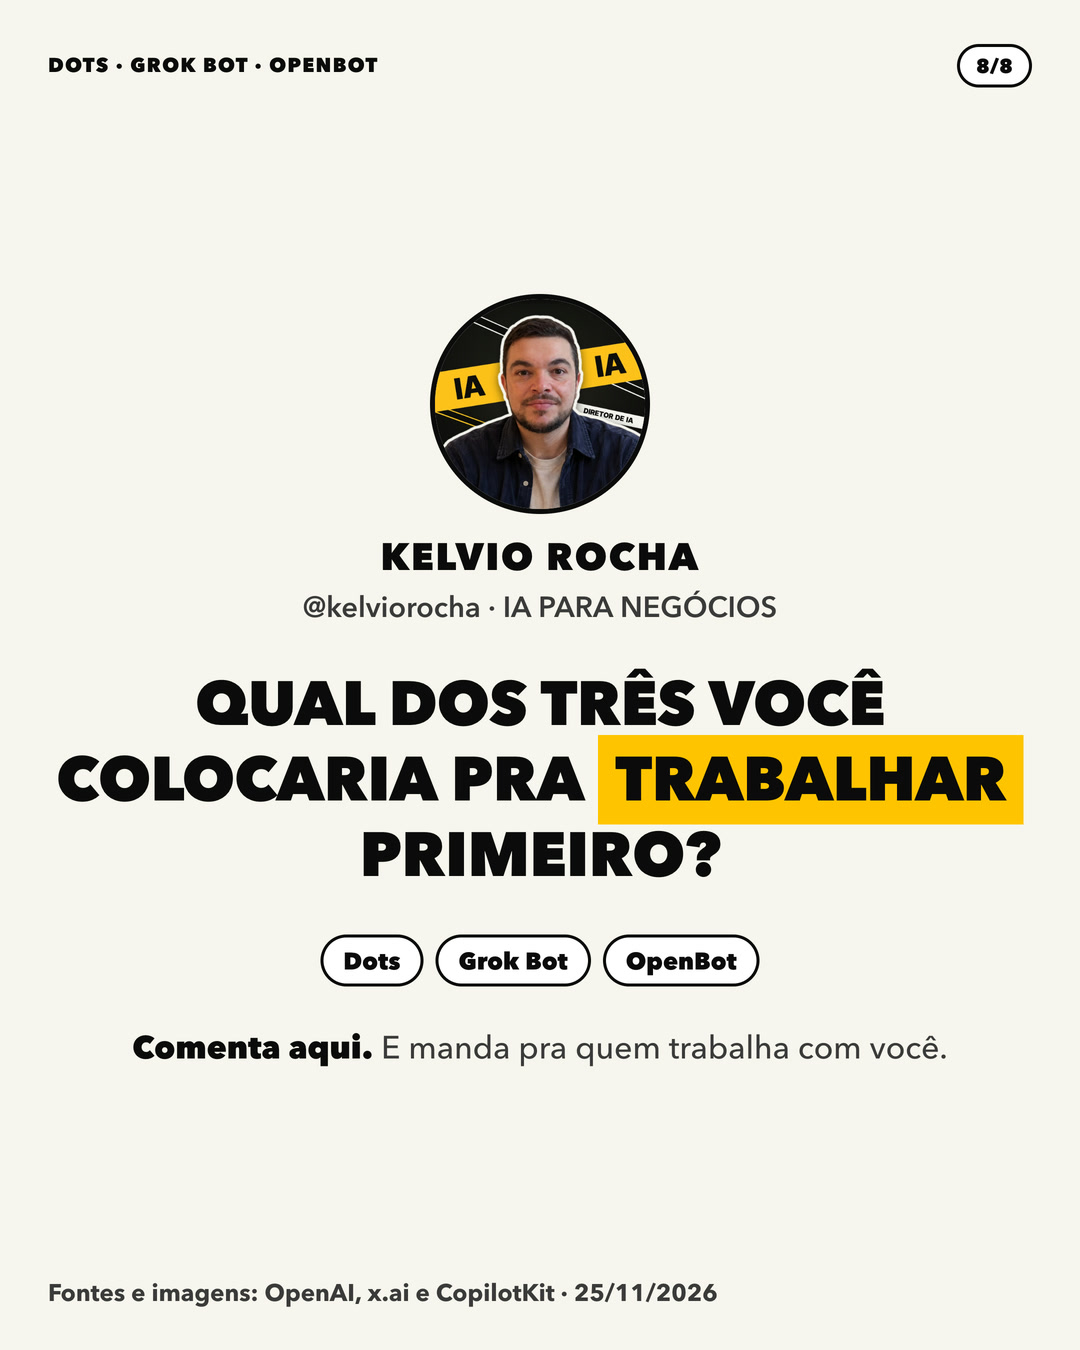 DOTS · GROK BOT · OPENBOT
8/8
IA
IA
DIRETOR DE IA
KELVIO ROCHA
@kelviorocha · IA PARA NEGÓCIOS
QUAL DOS TRÊS VOCÊ
COLOCARIA PRA TRABALHAR
PRIMEIRO?
Dots
Grok Bot
OpenBot
Comenta aqui. E manda pra quem trabalha com você.
Fontes e imagens: OpenAI, x.ai e CopilotKit · 25/11/2026